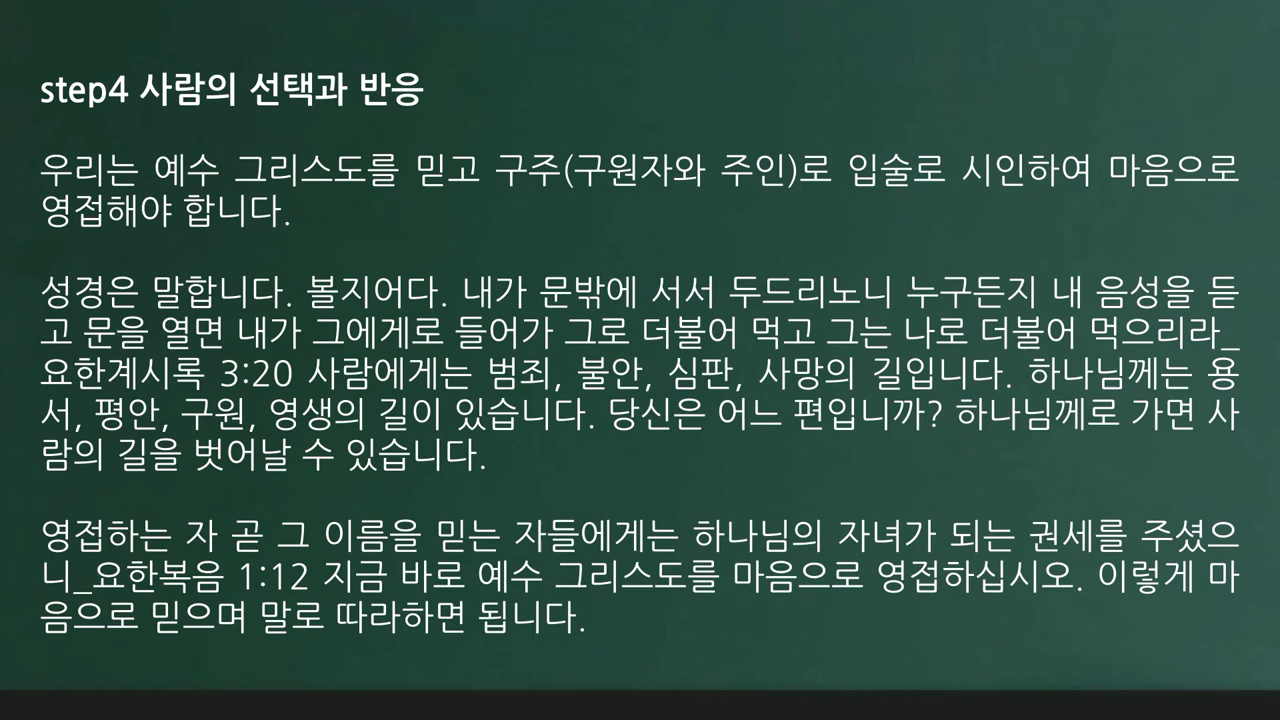 step4 사람의 선택과 반응
우리는 예수 그리스도를 믿고 구주(구원자와 주인)로 입술로 시인하여 마음으로
영접해야 합니다.
성경은 말합니다. 볼지어다. 내가 문밖에 서서 두드리노니 누구든지 내 음성을 듣
고 문을 열면 내가 그에게로 들어가 그로 더불어 먹고 그는 나로 더불어 먹으리라_
요한계시록 3:20 사람에게는 범죄, 불안, 심판, 사망의 길입니다. 하나님께는 용
서, 평안, 구원, 영생의 길이 있습니다. 당신은 어느 편입니까? 하나님께로 가면 사
람의 길을 벗어날 수 있습니다.
영접하는 자 곧 그 이름을 믿는 자들에게는 하나님의 자녀가 되는 권세를 주셨으
니_요한복음 1:12 지금 바로 예수 그리스도를 마음으로 영접하십시오. 이렇게 마
음으로 믿으며 말로 따라하면 됩니다.